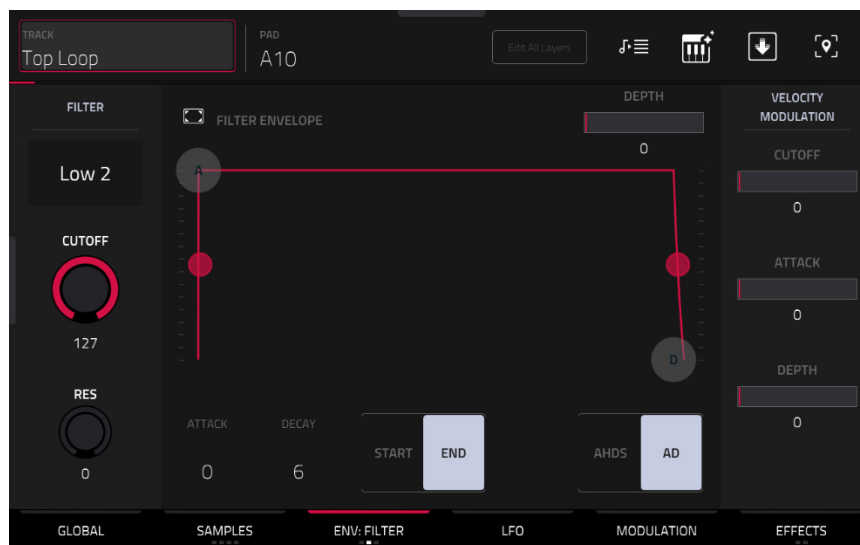 TRACK
Top Loop
PAD
A10
Edit All Layers
FILTER
Low 2
CUTOFF
127
RES
0
FILTER ENVELOPE
DEPTH
0
A
D
ATTACK
0
DECAY
6
START
END
AHDS
AD
VELOCITY
MODULATION
CUTOFF
0
ATTACK
0
DEPTH
0
GLOBAL
SAMPLES
ENV: FILTER
LFO
MODULATION
EFFECTS